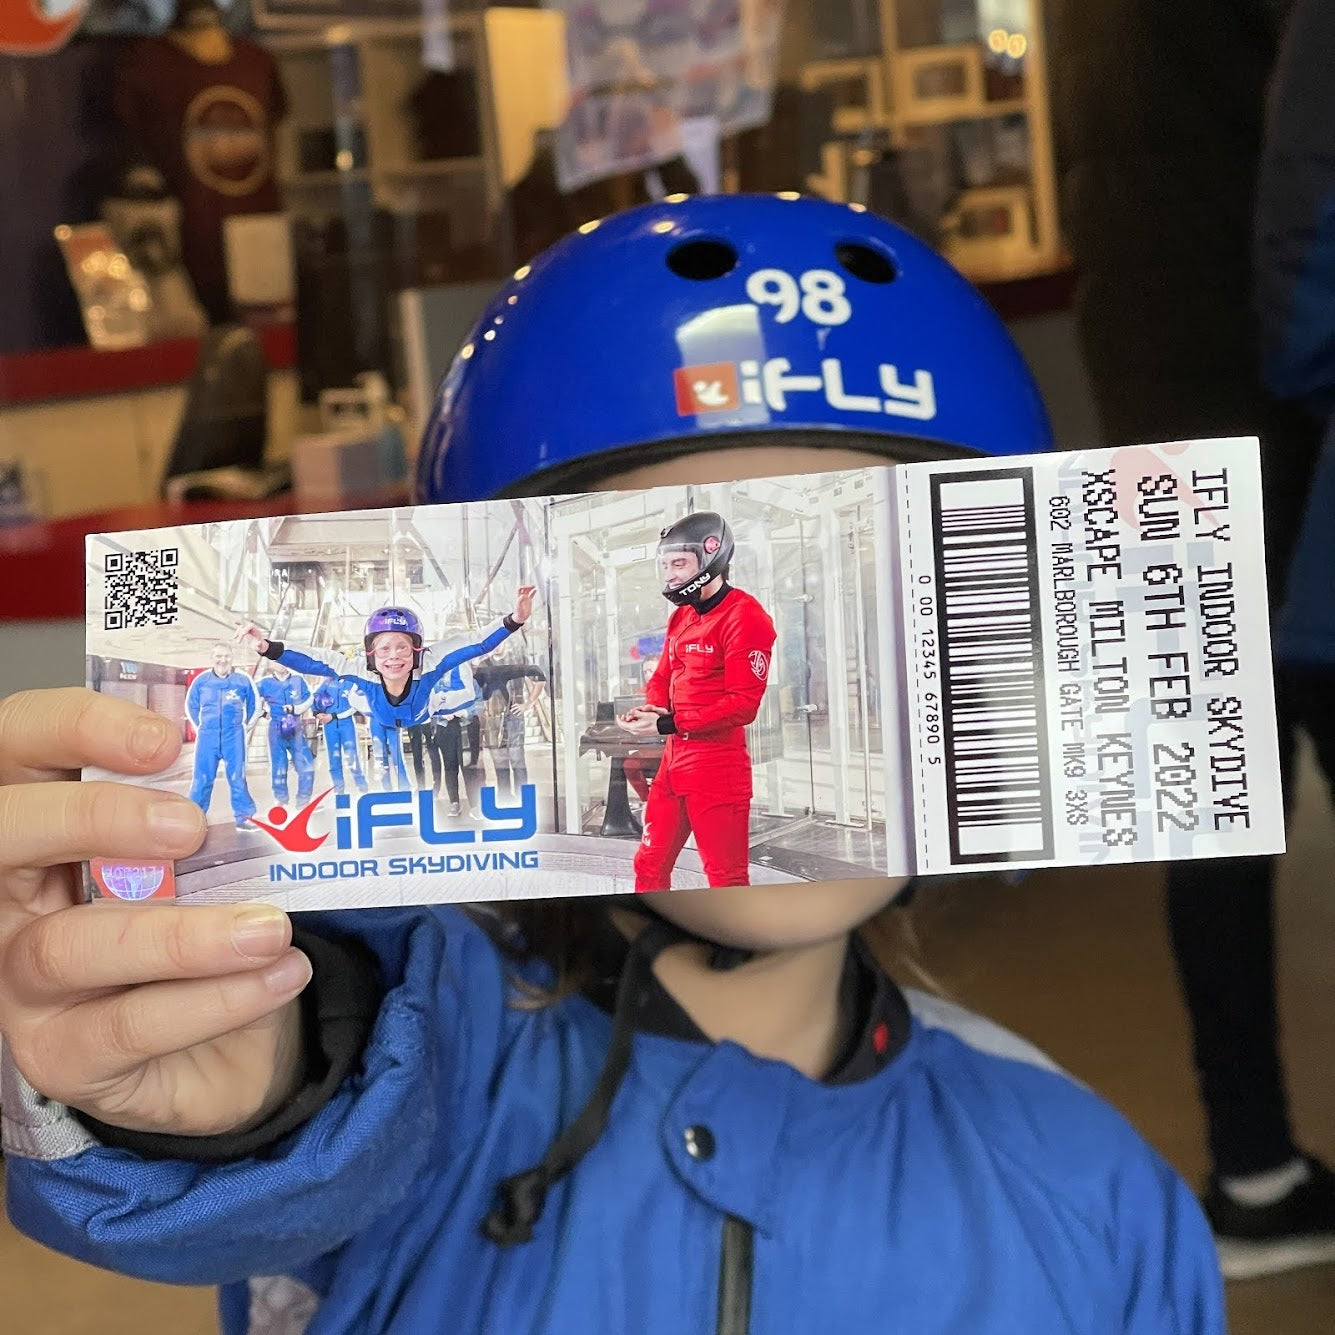 98
iFLY
iFLY
TONY
iFLY
iFLY
INDOOR SKYDIVING
0 00 12345 67890 5
IFLY INDOOR SKYDIVE
SUN 6TH FEB 2022
XSCAPE MILTON KEYNES
602 MARLBOROUGH GATE MK9 3XS